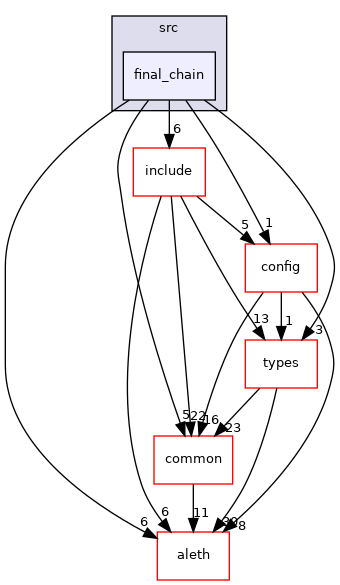 src
final_chain
6
include
5
1
config
13
1
3
types
5
22
16
23
common
11
6
6
8
aleth